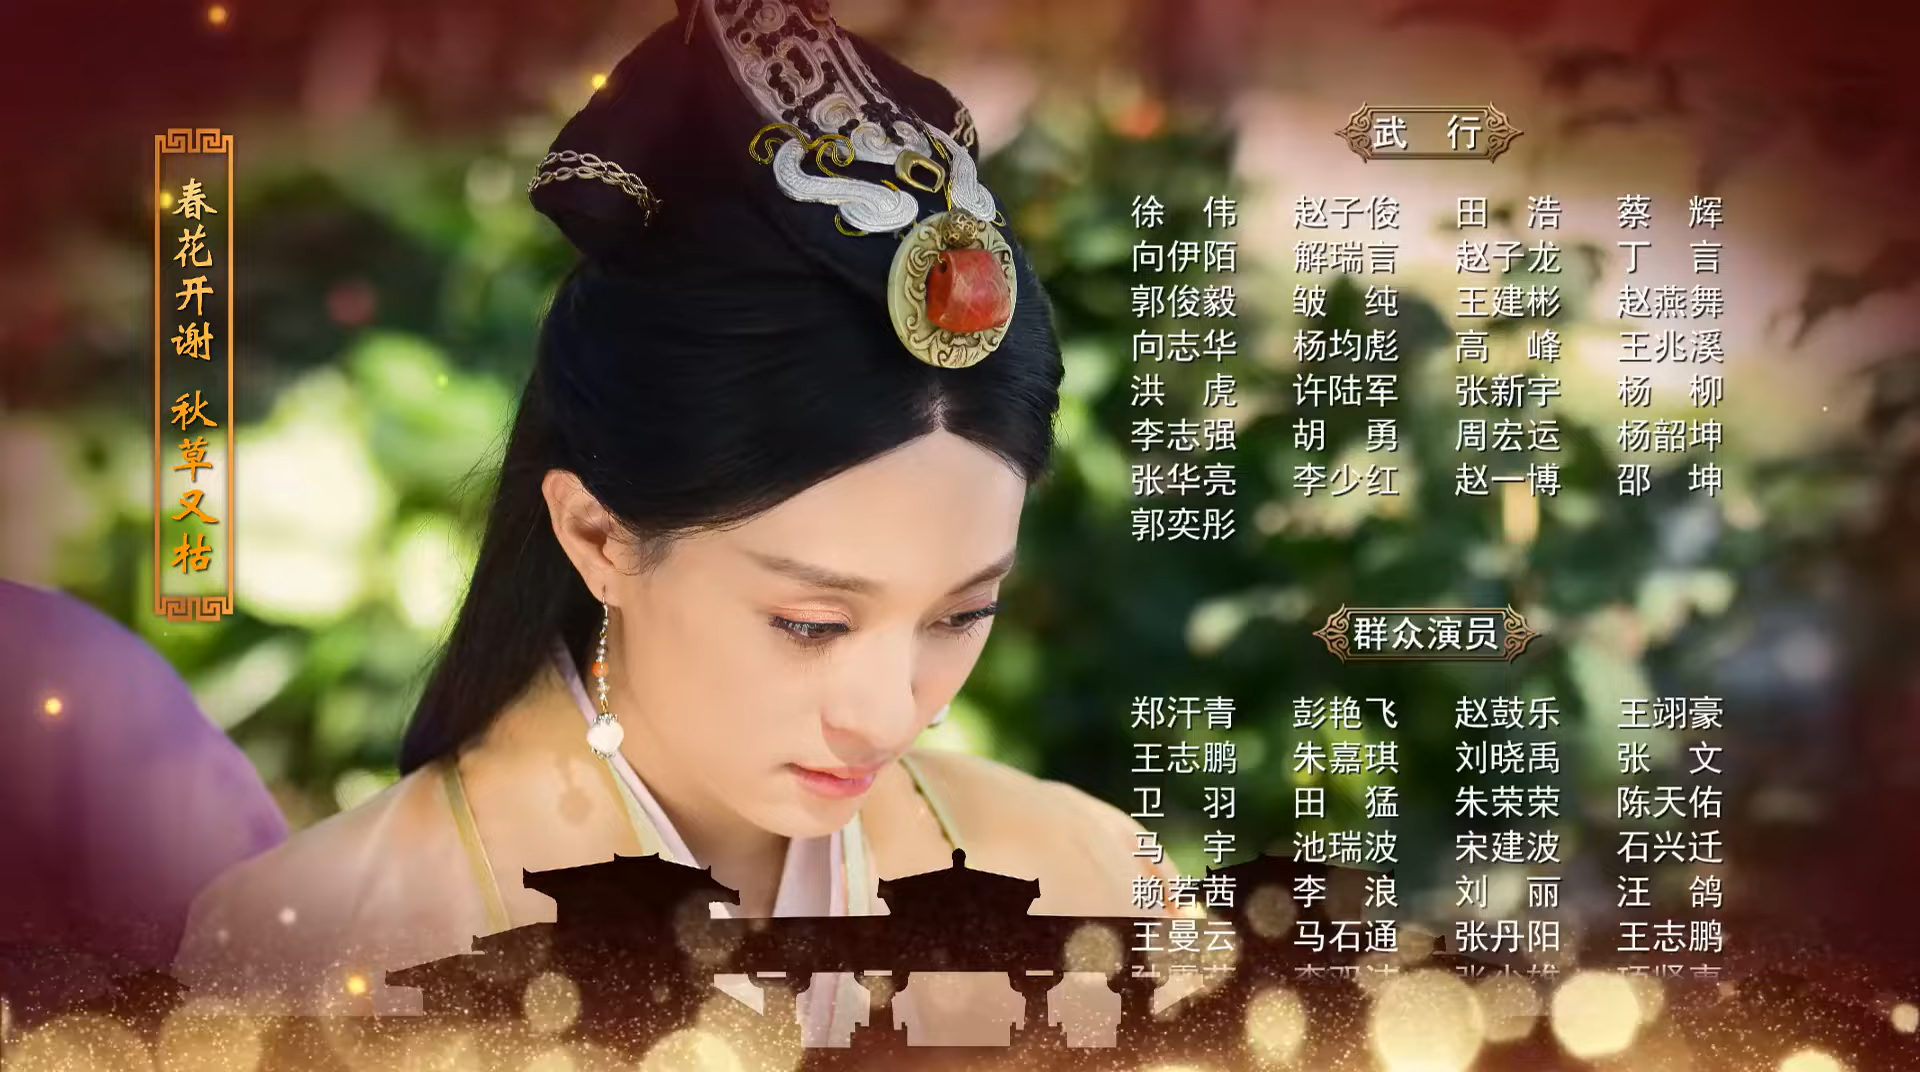 春花开谢 秋草又枯
武 行
徐 伟 赵子俊 田 浩 蔡 辉
向伊陌 解瑞言 赵子龙 丁 言
郭俊毅 皱 纯 王建彬 赵燕舞
向志华 杨均彪 高 峰 王兆溪
洪 虎 许陆军 张新宇 杨 柳
李志强 胡 勇 周宏运 杨韶坤
张华亮 李少红 赵一博 邵 坤
郭奕彤
群众演员
郑汗青 彭艳飞 赵鼓乐 王翊豪
王志鹏 朱嘉琪 刘晓禹 张 文
卫 羽 田 猛 朱荣荣 陈天佑
马 宇 池瑞波 宋建波 石兴迁
赖若茜 李 浪 刘 丽 汪 鸽
王曼云 马石通 张丹阳 王志鹏